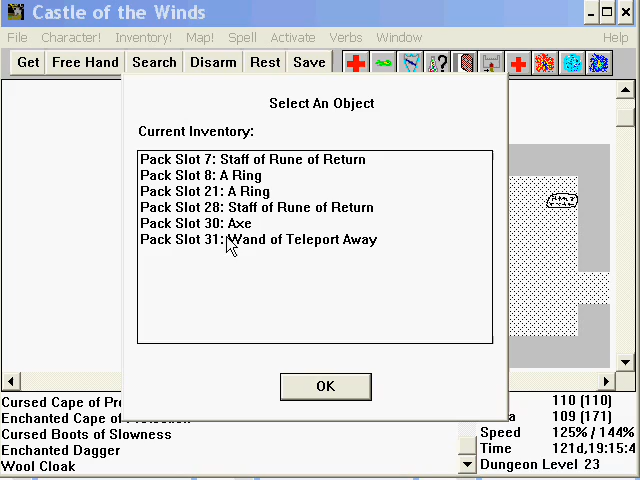 Castle of the Winds
File Character! Inventory! Map! Spell Activate Verbs Window Help
Get Free Hand Search Disarm Rest Save
Select An Object
Current Inventory:
Pack Slot 7: Staff of Rune of Return
Pack Slot 8: A Ring
Pack Slot 21: A Ring
Pack Slot 28: Staff of Rune of Return
Pack Slot 30: Axe
Pack Slot 31: Wand of Teleport Away
OK
Cursed Cape of Pr
Enchanted Cape of
Cursed Boots of Slowness
Enchanted Dagger
Wool Cloak
110 (110)
a 109 (171)
Speed 125% / 144%
Time 121d,19:15:4
Dungeon Level 23